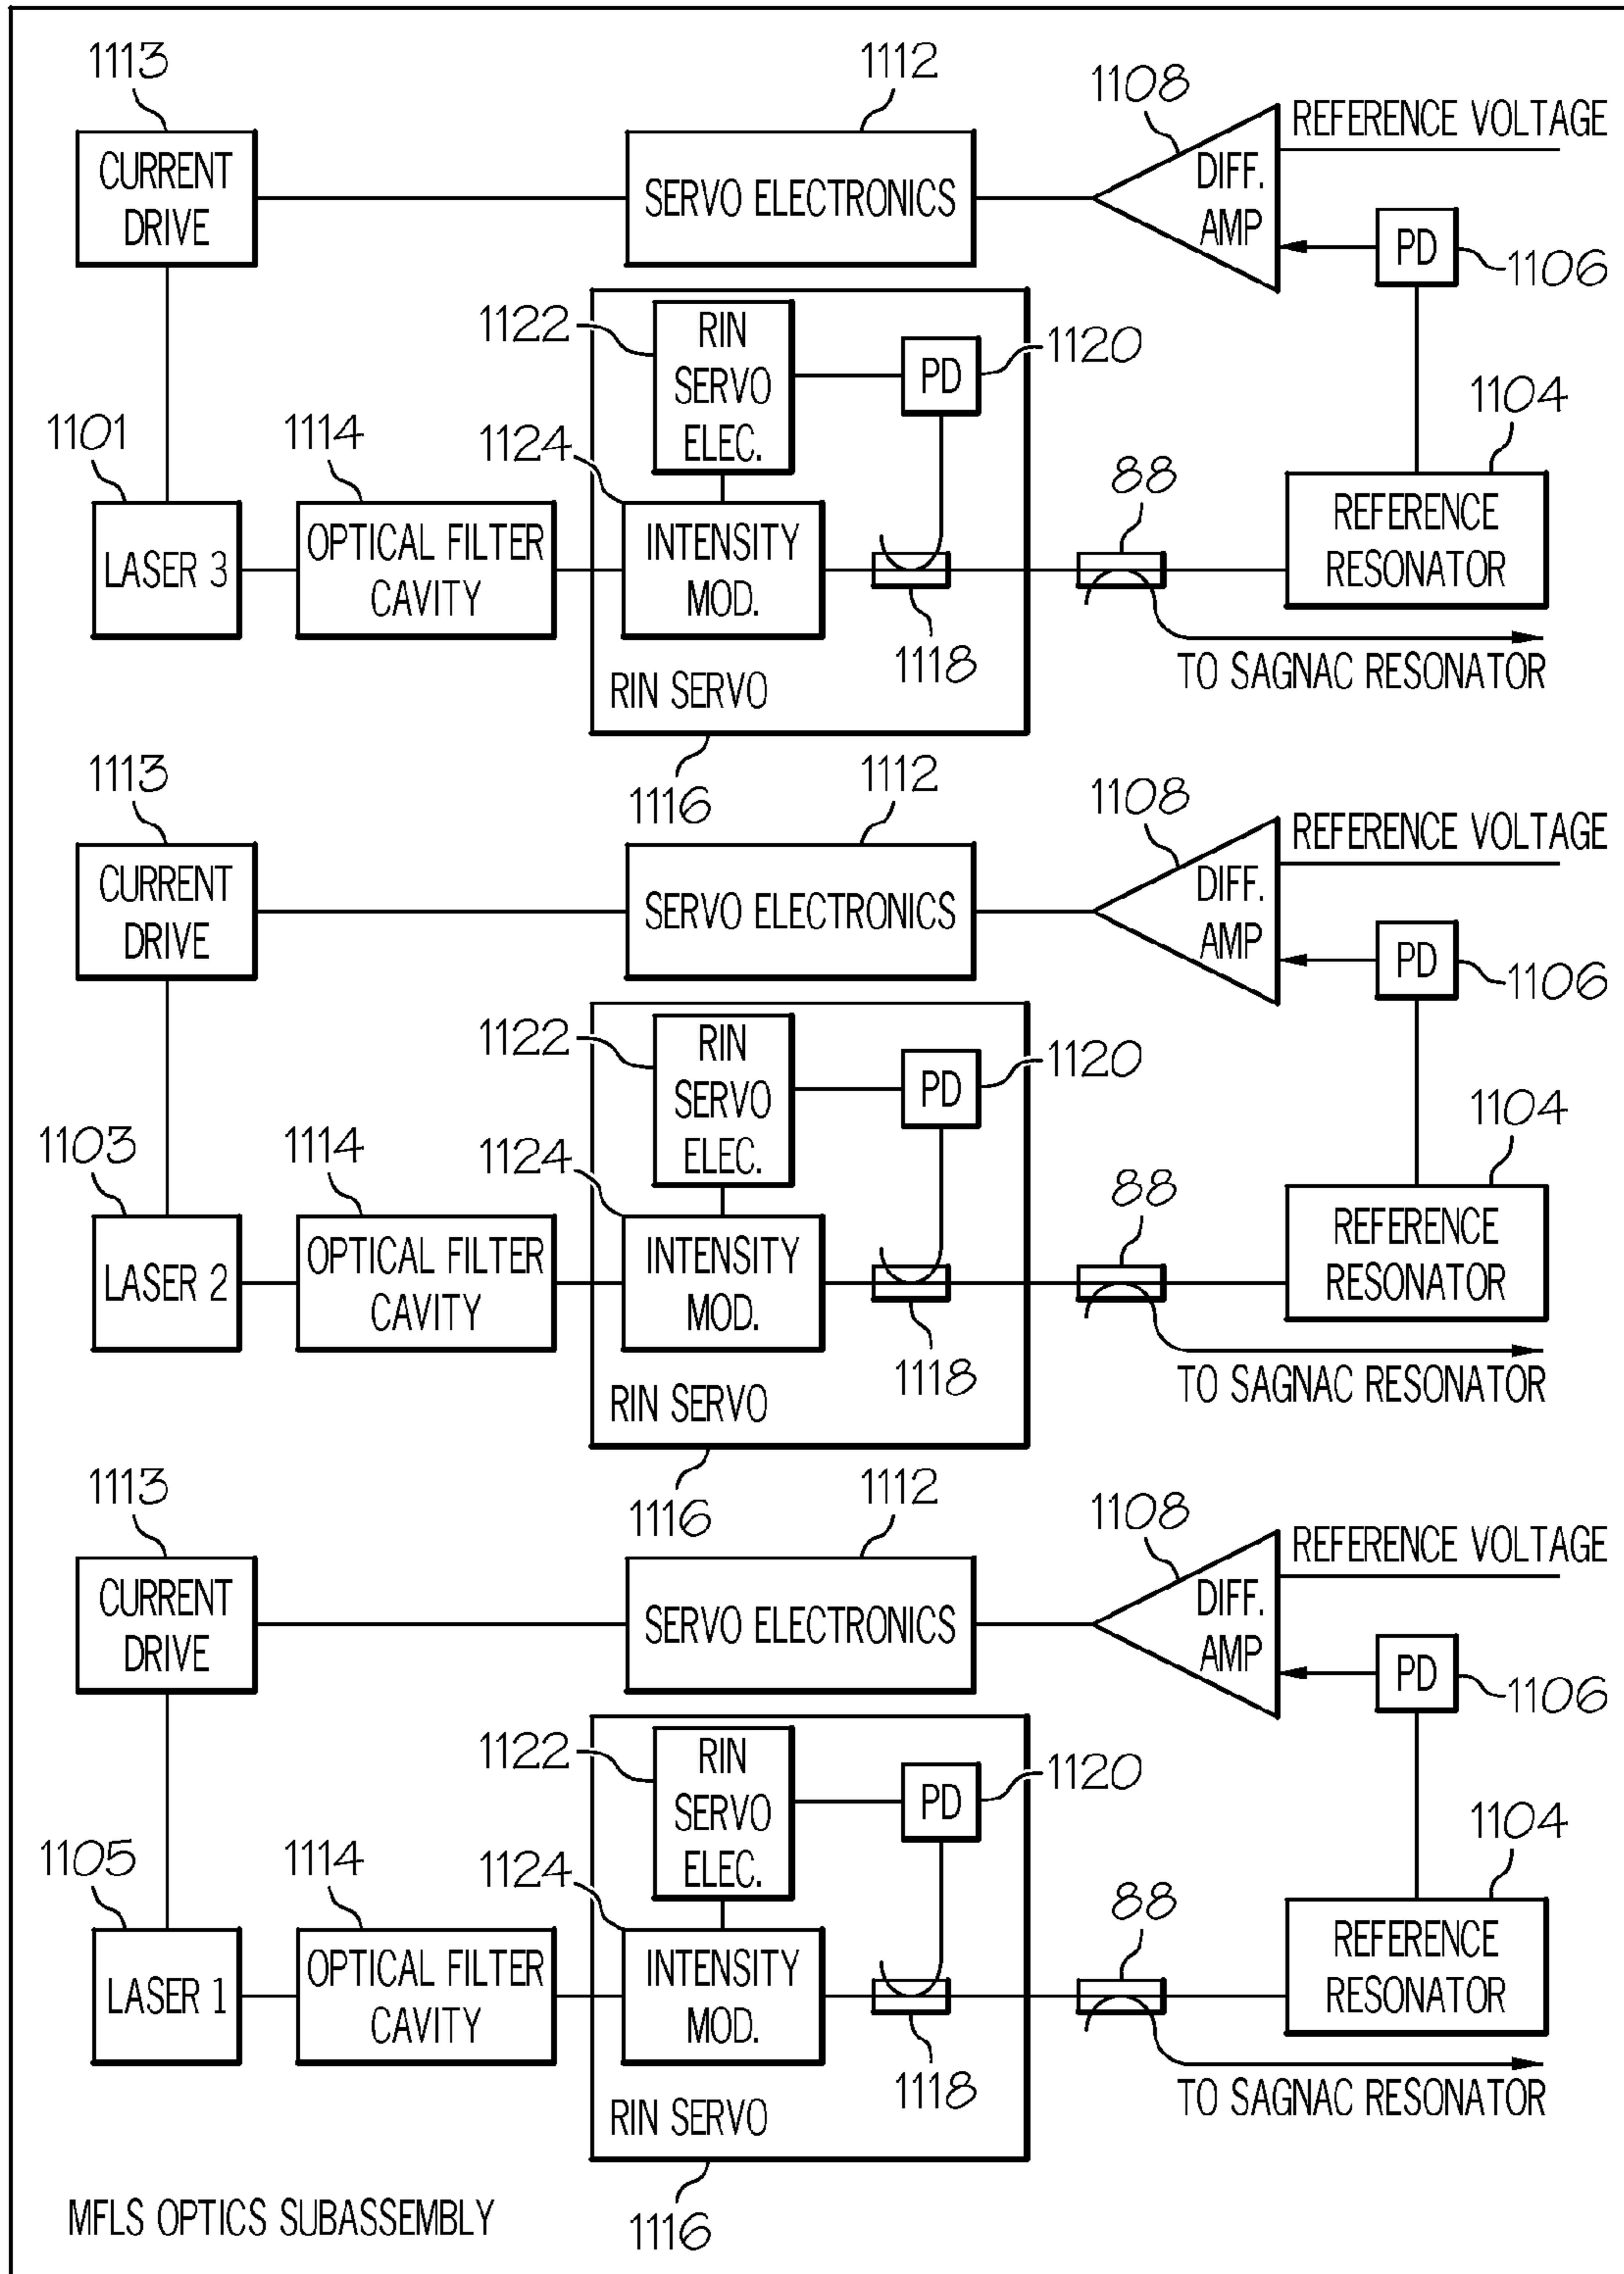 1113
1112
1108
REFERENCE VOLTAGE
CURRENT
DRIVE
SERVO ELECTRONICS
DIFF.
AMP
PD
1106
1122
RIN
SERVO
ELEC.
PD
1120
1104
1101
1114
1124
88
LASER 3
OPTICAL FILTER
CAVITY
INTENSITY
MOD.
REFERENCE
RESONATOR
1118
TO SAGNAC RESONATOR
RIN SERVO
1116
1113
1112
1108
REFERENCE VOLTAGE
CURRENT
DRIVE
SERVO ELECTRONICS
DIFF.
AMP
PD
1106
1122
RIN
SERVO
ELEC.
PD
1120
1104
1103
1114
1124
88
LASER 2
OPTICAL FILTER
CAVITY
INTENSITY
MOD.
REFERENCE
RESONATOR
1118
TO SAGNAC RESONATOR
RIN SERVO
1116
1113
1112
1108
REFERENCE VOLTAGE
CURRENT
DRIVE
SERVO ELECTRONICS
DIFF.
AMP
PD
1106
1122
RIN
SERVO
ELEC.
PD
1120
1104
1105
1114
1124
88
LASER 1
OPTICAL FILTER
CAVITY
INTENSITY
MOD.
REFERENCE
RESONATOR
1118
TO SAGNAC RESONATOR
RIN SERVO
1116
MFLS OPTICS SUBASSEMBLY